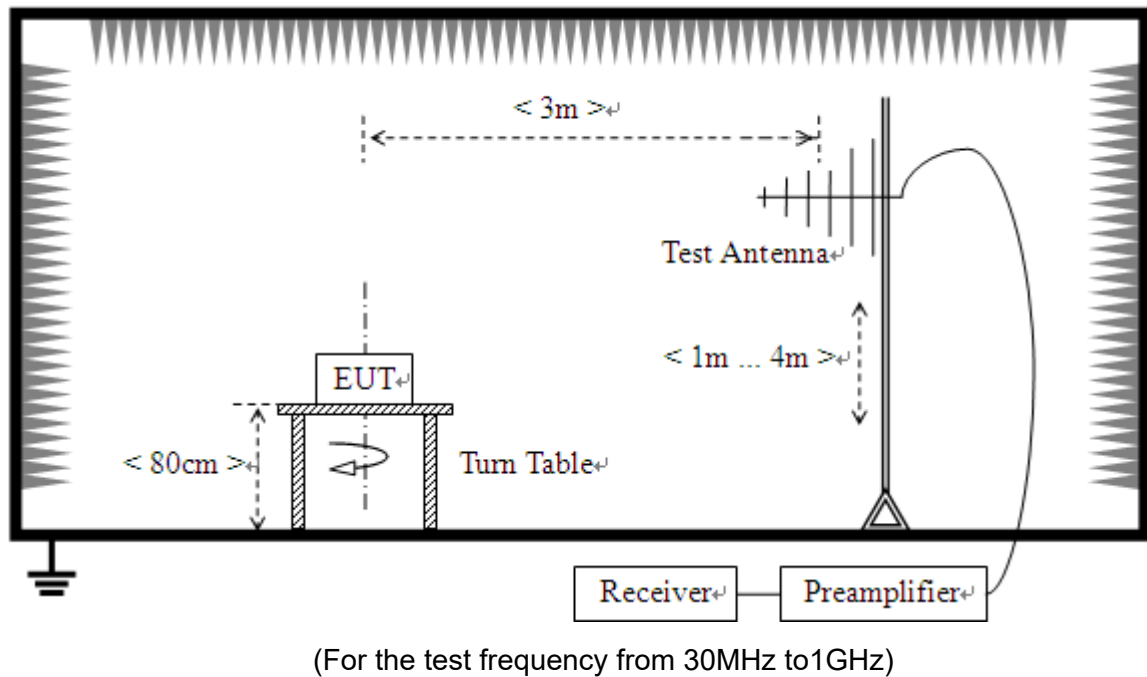 < 3m >↵
Test Antenna↵
< 1m ... 4m >↵
EUT↵
< 80cm >↵
Turn Table↵
Receiver↵
Preamplifier↵
(For the test frequency from 30MHz to1GHz)